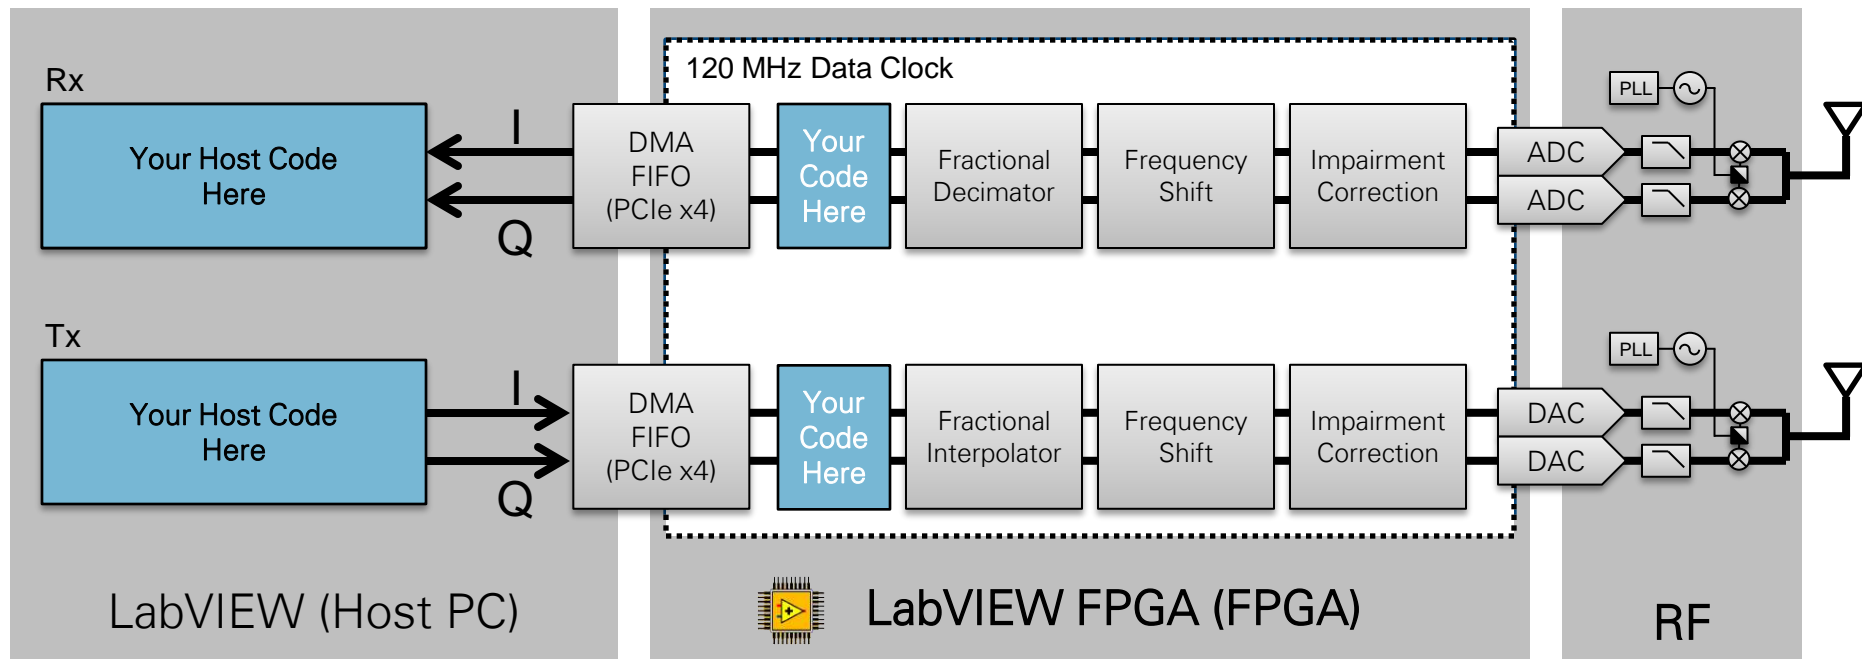 120 MHz Data Clock
Rx
Your Host Code
Here
I
Q
DMA
FIFO
(PCIe x4)
Your
Code
Here
Fractional
Decimator
Frequency
Shift
Impairment
Correction
ADC
ADC
PLL
Tx
Your Host Code
Here
I
Q
DMA
FIFO
(PCIe x4)
Your
Code
Here
Fractional
Interpolator
Frequency
Shift
Impairment
Correction
DAC
DAC
PLL
LabVIEW (Host PC)
LabVIEW FPGA (FPGA)
RF